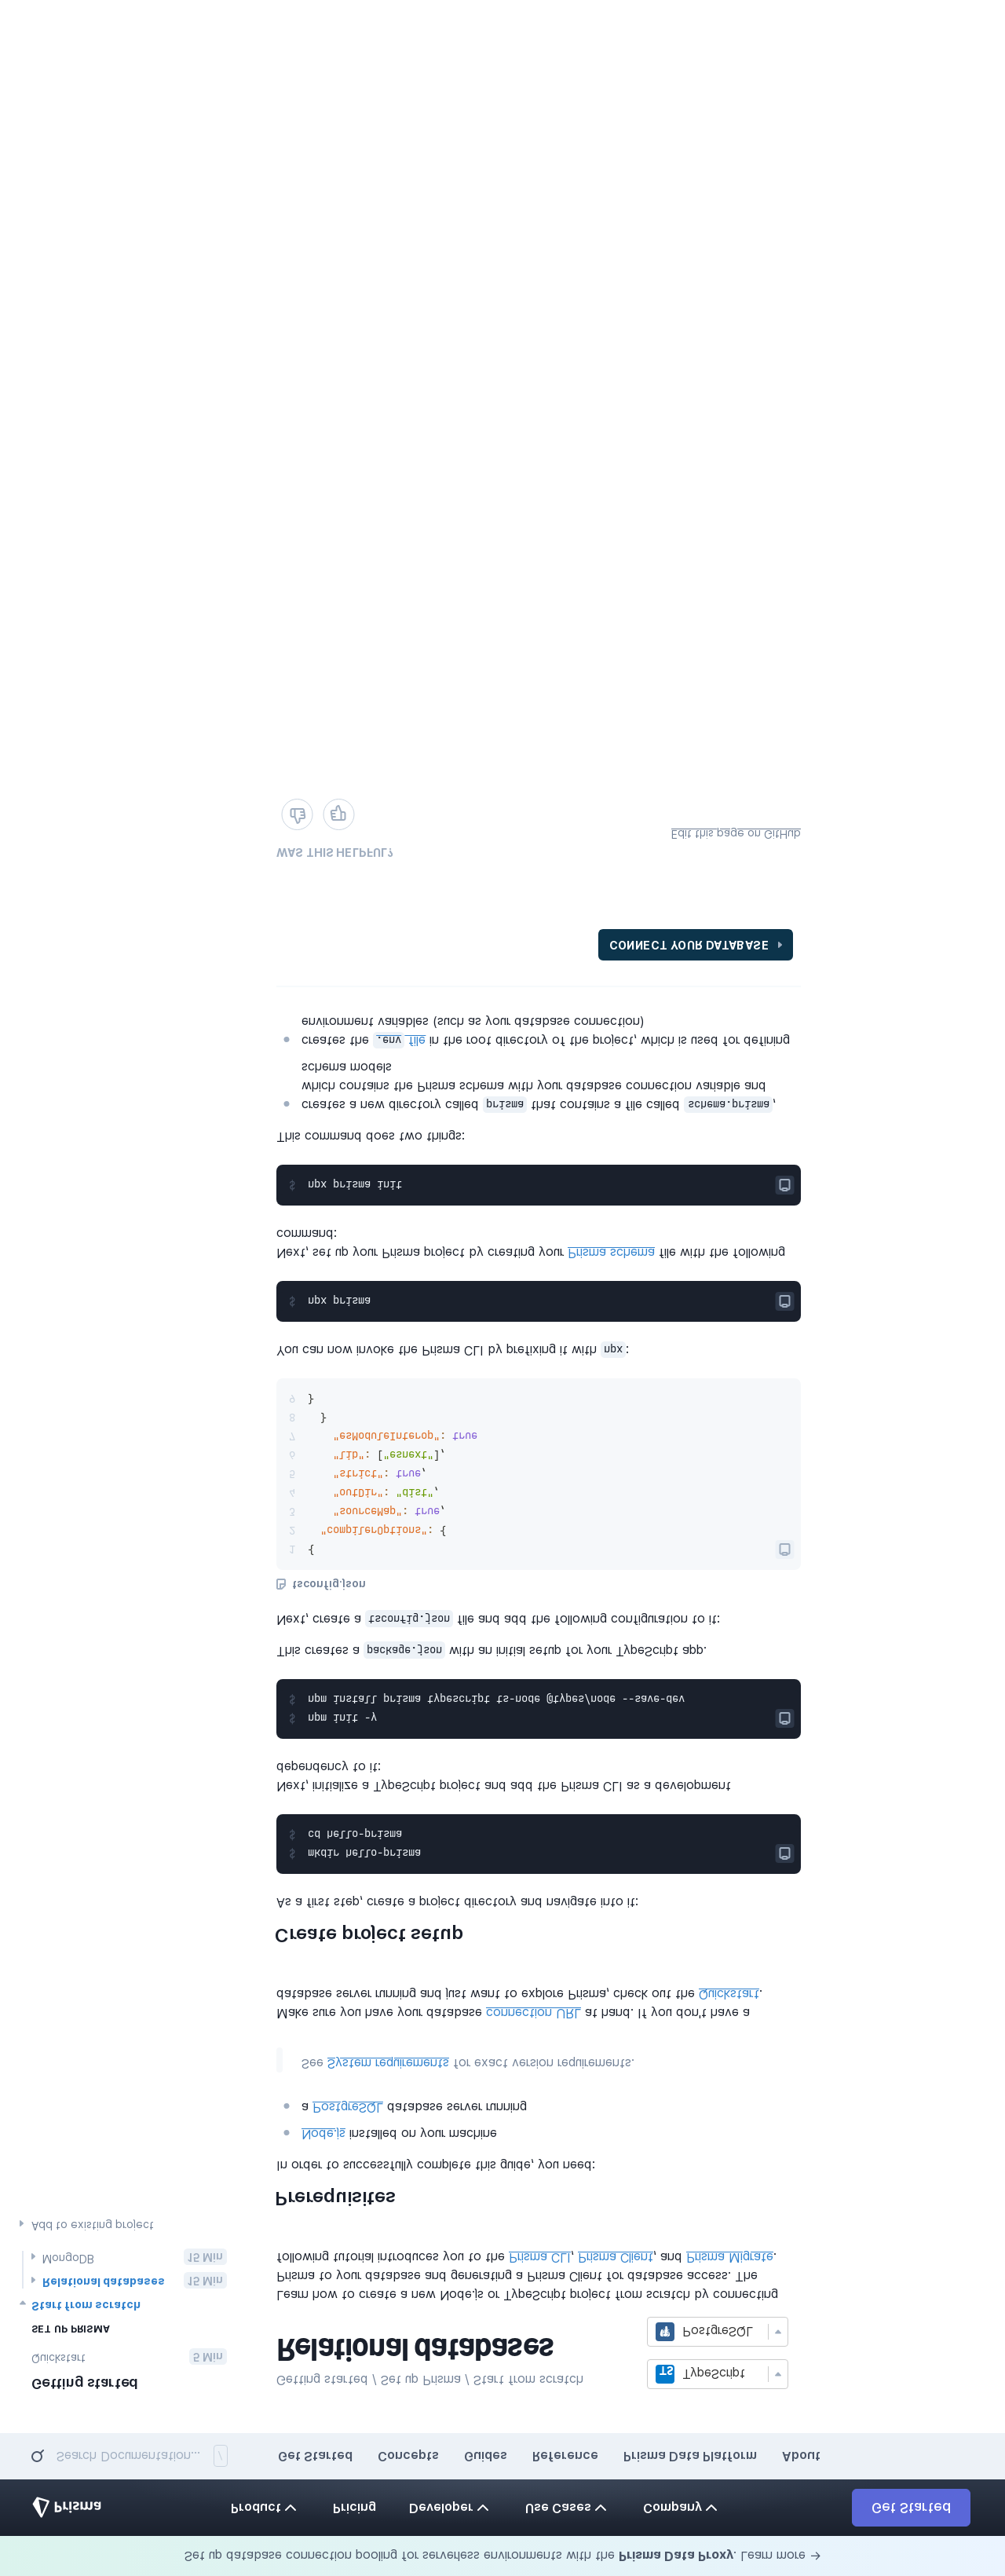 Set up database connection pooling for serverless environments with the Prisma Data Proxy. Learn more →
Prisma
Product
Pricing
Developer
Use Cases
Company
Get Started
Search Documentation...
/
Get Started
Concepts
Guides
Reference
Prisma Data Platform
About
Getting started
Quickstart
5 Min
SET UP PRISMA
Start from scratch
Relational databases
15 Min
MongoDB
15 Min
Add to existing project
Getting started / Set up Prisma / Start from scratch
Relational databases
TS TypeScript
PostgreSQL
Learn how to create a new Node.js or TypeScript project from scratch by connecting
Prisma to your database and generating a Prisma Client for database access. The
following tutorial introduces you to the Prisma CLI, Prisma Client, and Prisma Migrate.
Prerequisites
In order to successfully complete this guide, you need:
Node.js installed on your machine
a PostgreSQL database server running
See System requirements for exact version requirements.
Make sure you have your database connection URL at hand. If you don't have a
database server running and just want to explore Prisma, check out the Quickstart.
Create project setup
As a first step, create a project directory and navigate into it:
$ mkdir hello-prisma
$ cd hello-prisma
Next, initialize a TypeScript project and add the Prisma CLI as a development
dependency to it:
$ npm init -y
$ npm install prisma typescript ts-node @types/node --save-dev
This creates a package.json with an initial setup for your TypeScript app.
Next, create a tsconfig.json file and add the following configuration to it:
tsconfig.json
1 {
2 "compilerOptions": {
3 "sourceMap": true,
4 "outDir": "dist",
5 "strict": true,
6 "lib": ["esnext"],
7 "esModuleInterop": true
8 }
9 }
You can now invoke the Prisma CLI by prefixing it with npx:
$ npx prisma
Next, set up your Prisma project by creating your Prisma schema file with the following
command:
$ npx prisma init
This command does two things:
creates a new directory called prisma that contains a file called schema.prisma,
which contains the Prisma schema with your database connection variable and
schema models
creates the .env file in the root directory of the project, which is used for defining
environment variables (such as your database connection)
CONNECT YOUR DATABASE
WAS THIS HELPFUL?
Edit this page on GitHub